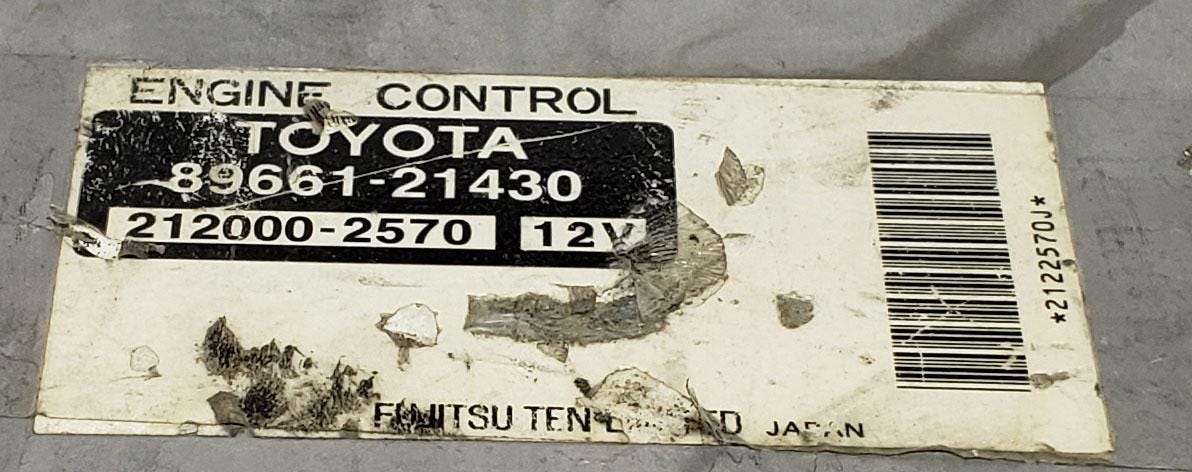 ENGINE CONTROL
TOYOTA
89661-21430
212000-2570 12V
*2122570J*
FUJITSU TEN JAPAN